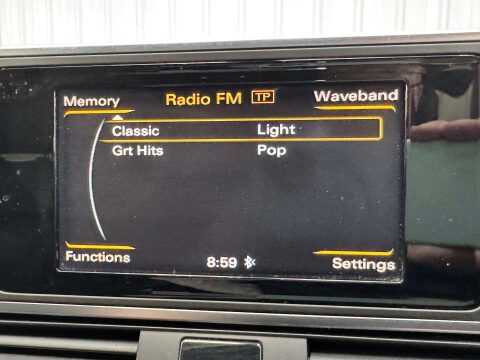 Memory Radio FM TP Waveband
Classic Light
Grt Hits Pop
Functions 8:59 Settings